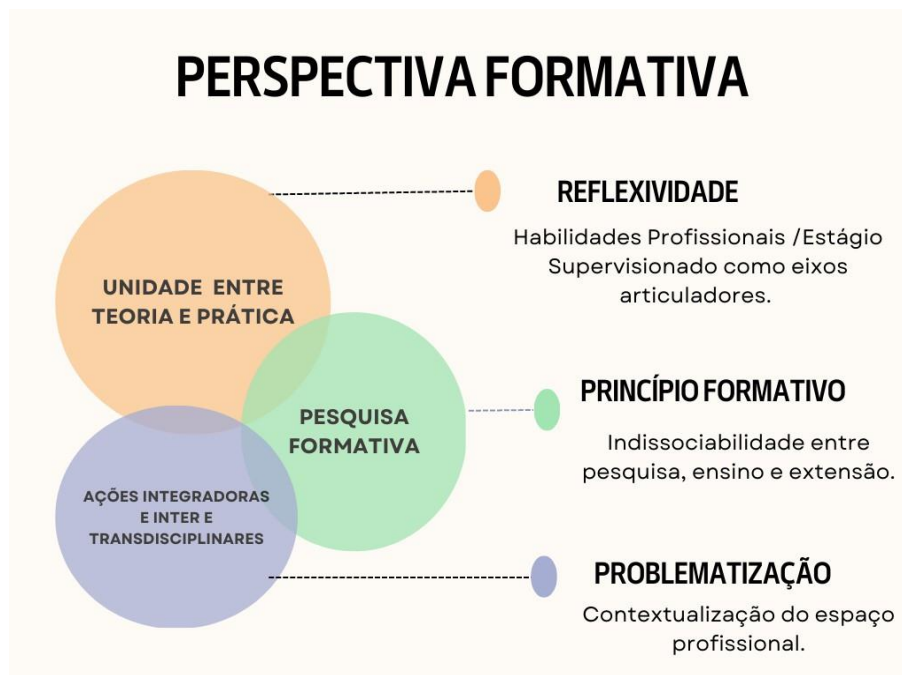 PERSPECTIVA FORMATIVA
UNIDADE ENTRE
TEORIA E PRÁTICA
REFLEXIVIDADE
Habilidades Profissionais /Estágio
Supervisionado como eixos
articuladores.
PESQUISA
FORMATIVA
PRINCÍPIO FORMATIVO
Indissociabilidade entre
pesquisa, ensino e extensão.
AÇÕES INTEGRADORAS
E INTER E
TRANSDISCIPLINARES
PROBLEMATIZAÇÃO
Contextualização do espaço
profissional.